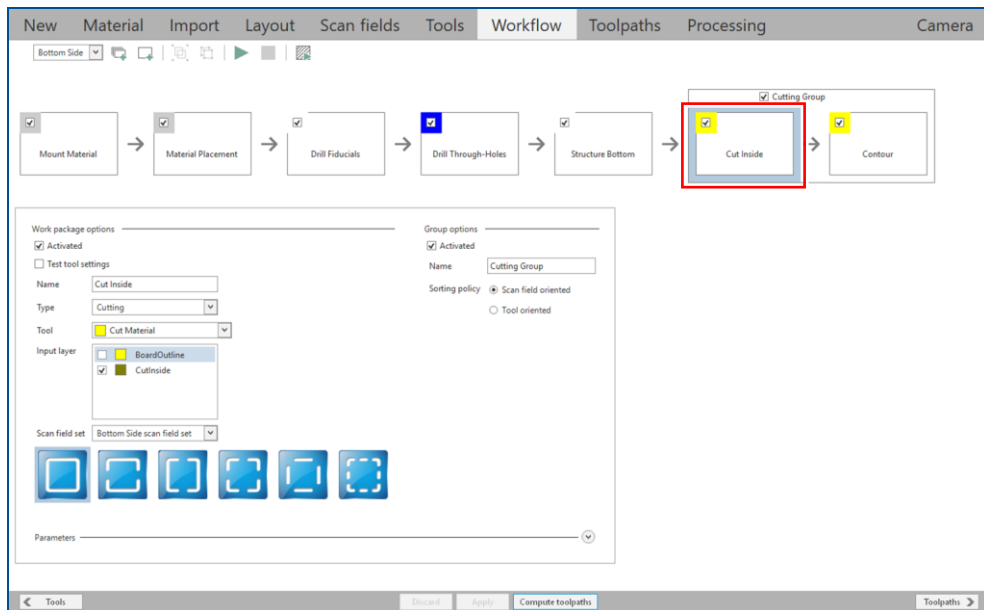 New Material Import Layout Scan fields Tools Workflow Toolpaths Processing Camera
Bottom Side
Cutting Group
Mount Material
Material Placement
Drill Fiducials
Drill Through-Holes
Structure Bottom
Cut Inside
Contour
Work package options
Activated
Test tool settings
Name Cut Inside
Type Cutting
Tool Cut Material
Input layer
BoardOutline
CutInside
Scan field set Bottom Side scan field set
Group options
Activated
Name Cutting Group
Sorting policy Scan field oriented
Tool oriented
Parameters
Tools Discard Apply Compute toolpaths Toolpaths